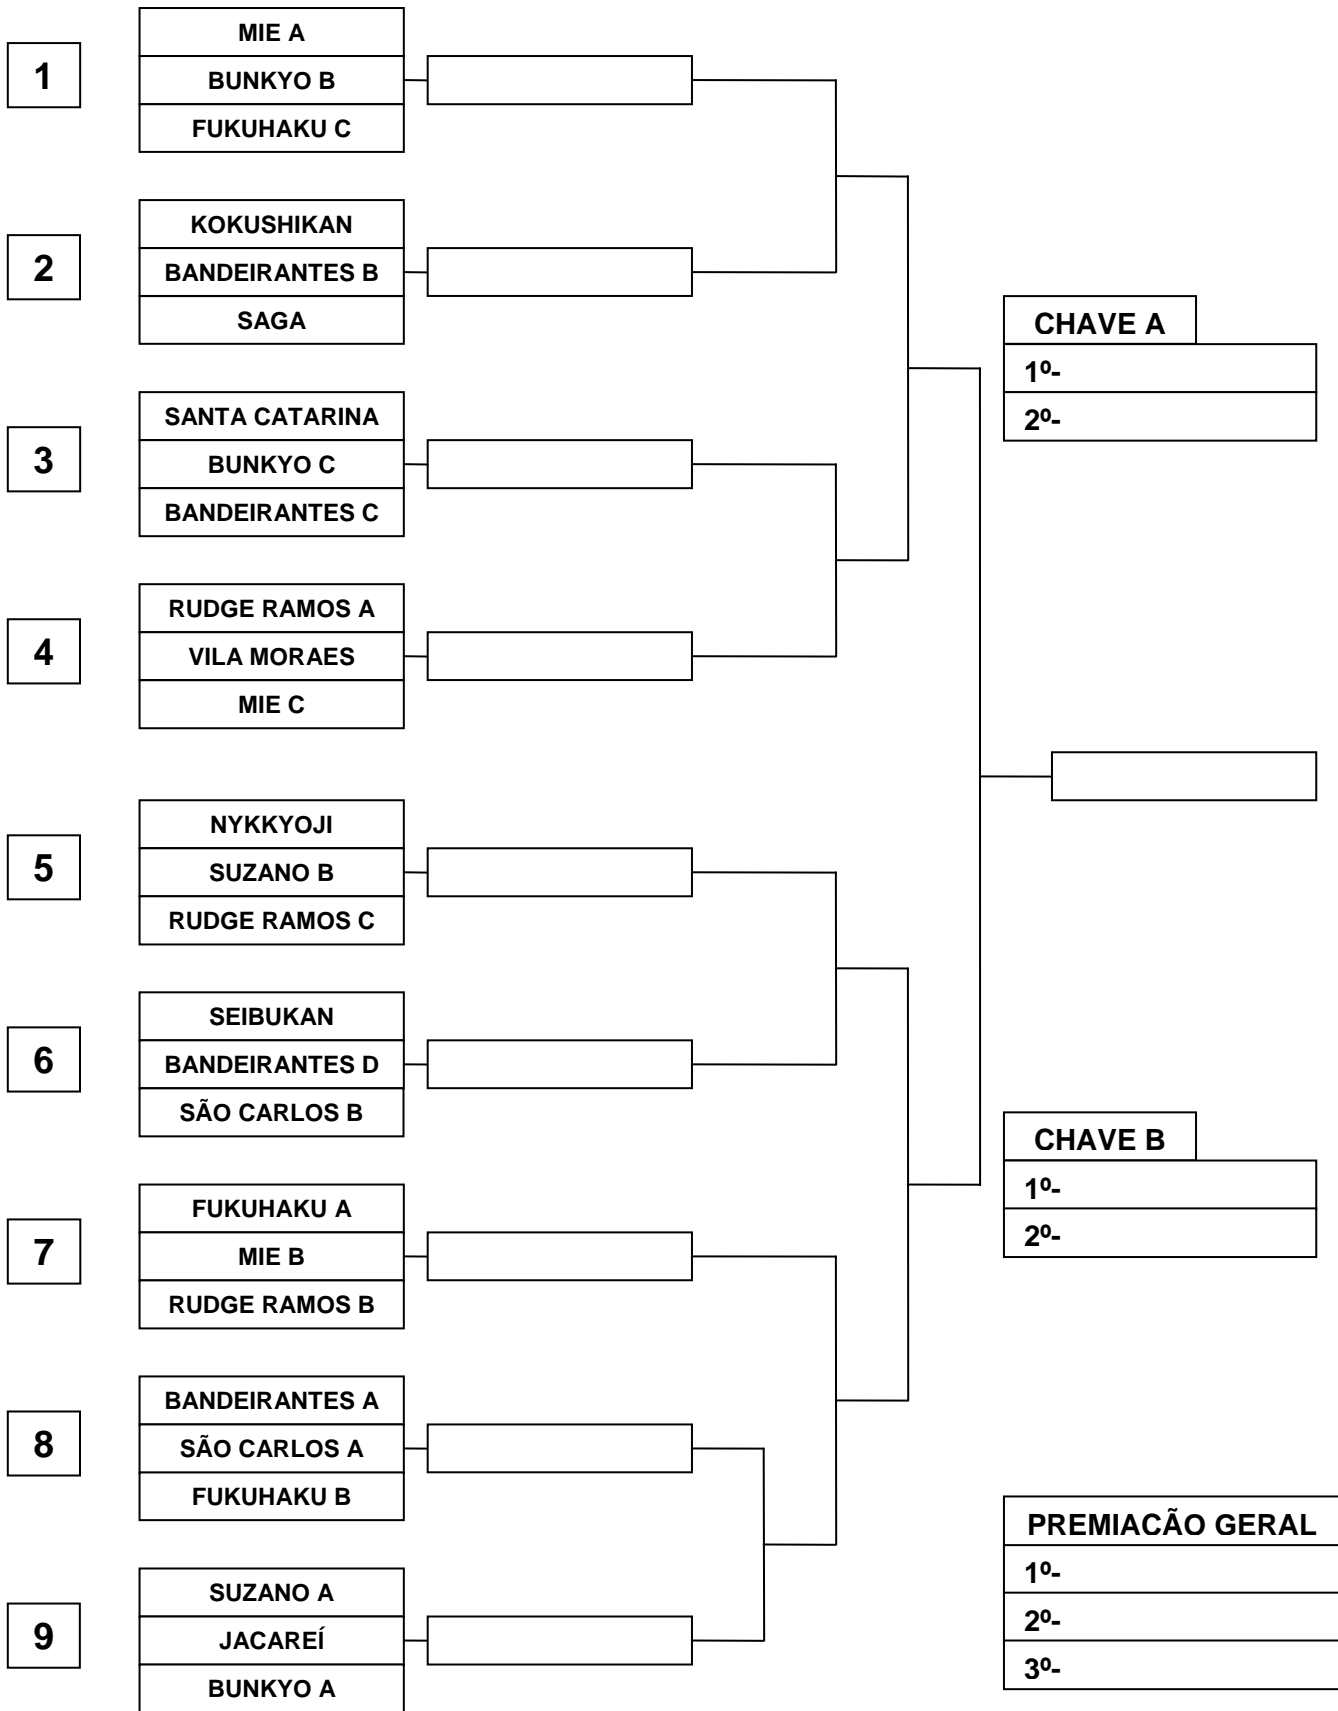 MIE A
1
BUNKYO B
FUKUHAKU C
KOKUSHIKAN
2
BANDEIRANTES B
SAGA
CHAVE A
1º-
2º-
SANTA CATARINA
3
BUNKYO C
BANDEIRANTES C
RUDGE RAMOS A
4
VILA MORAES
MIE C
NYKKYOJI
5
SUZANO B
RUDGE RAMOS C
SEIBUKAN
6
BANDEIRANTES D
SÃO CARLOS B
CHAVE B
1º-
2º-
FUKUHAKU A
7
MIE B
RUDGE RAMOS B
BANDEIRANTES A
8
SÃO CARLOS A
FUKUHAKU B
PREMIACÃO GERAL
1º-
2º-
3º-
SUZANO A
9
JACAREÍ
BUNKYO A